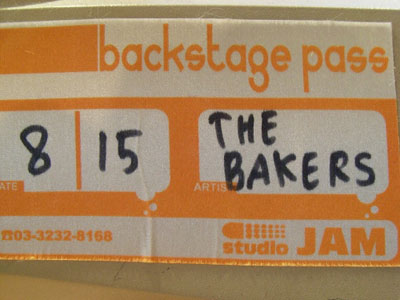 backstage pass
8 15
THE
BAKERS
ATE
ARTIS
☎03-3232-8168
studio JAM